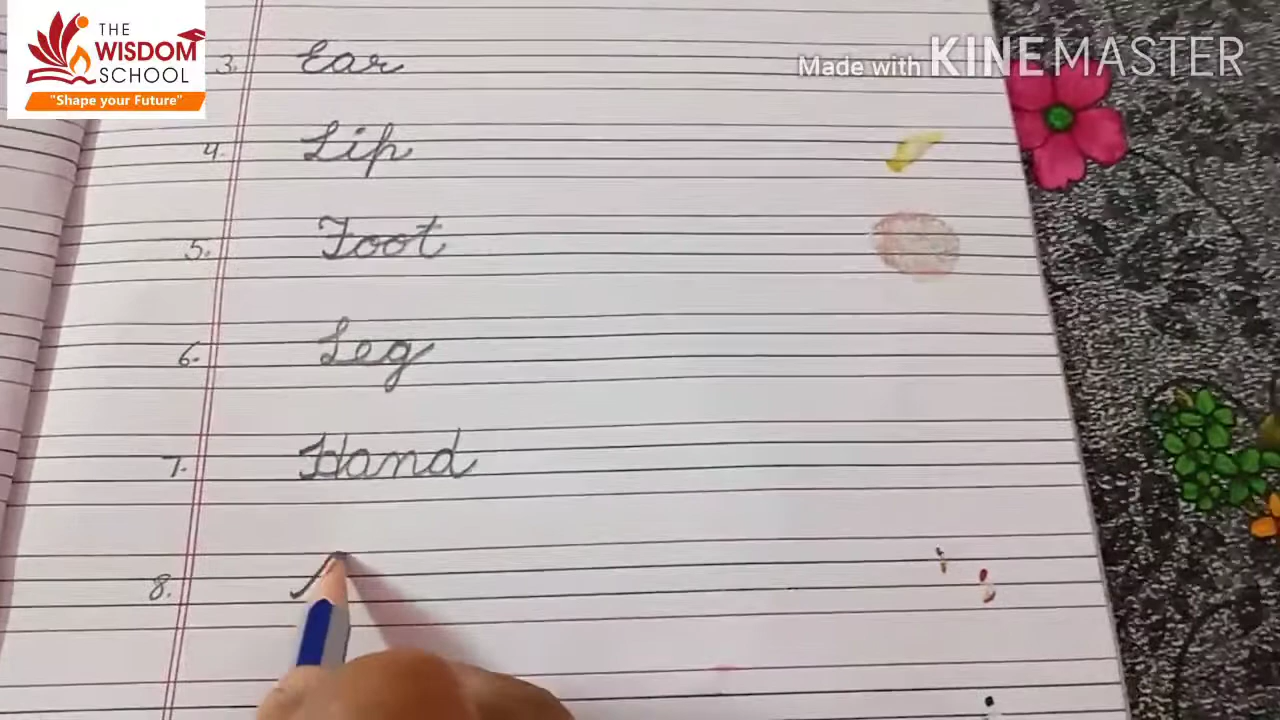 THE
WISDOM
SCHOOL
"Shape your Future"
Made with KINEMASTER
3. Ear
4. Lip
5. Foot
6. Leg
7. Hand
8.